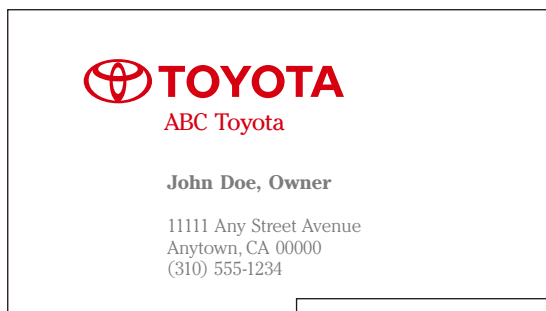 TOYOTA
ABC Toyota
John Doe, Owner
11111 Any Street Avenue
Anytown, CA 00000
(310) 555-1234